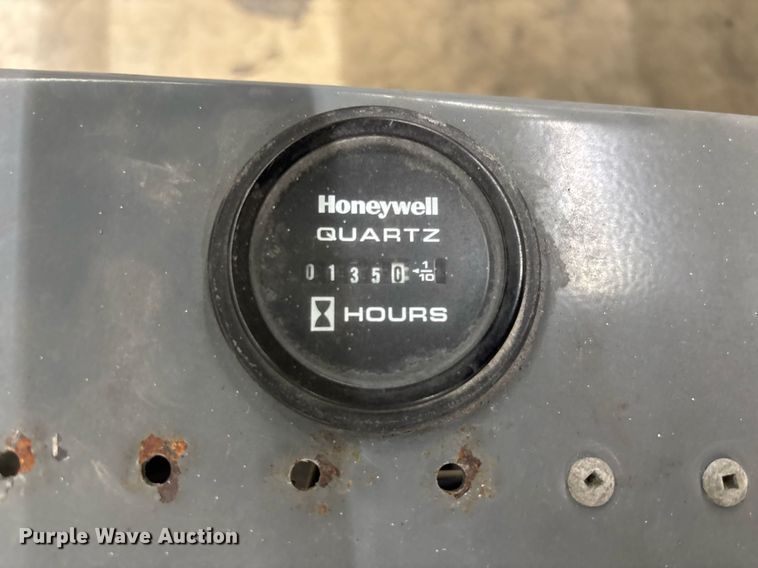 Honeywell
QUARTZ
01350 ◄1/10
HOURS
Purple Wave Auction